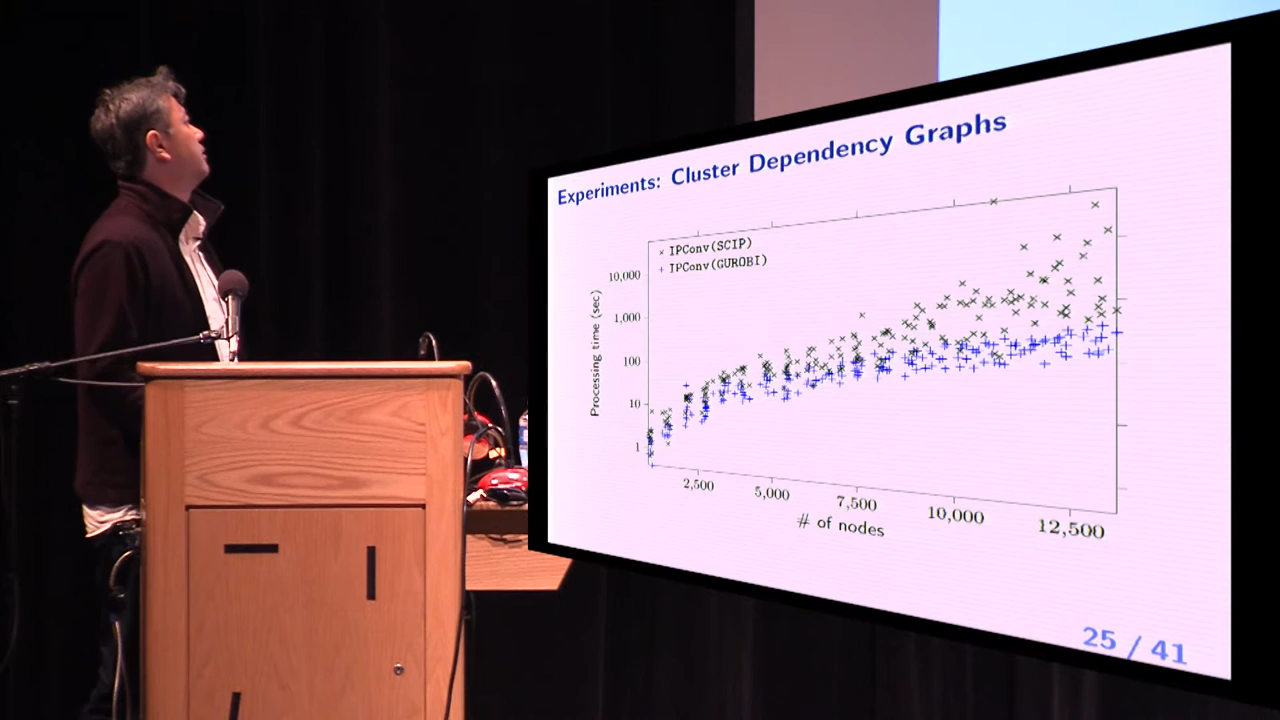 Experiments: Cluster Dependency Graphs
× IPConv(SCIP)
+ IPConv(GUROBI)
Processing time (sec)
10,000
1,000
100
10
1
2,500
5,000
7,500
10,000
12,500
# of nodes
25 / 41